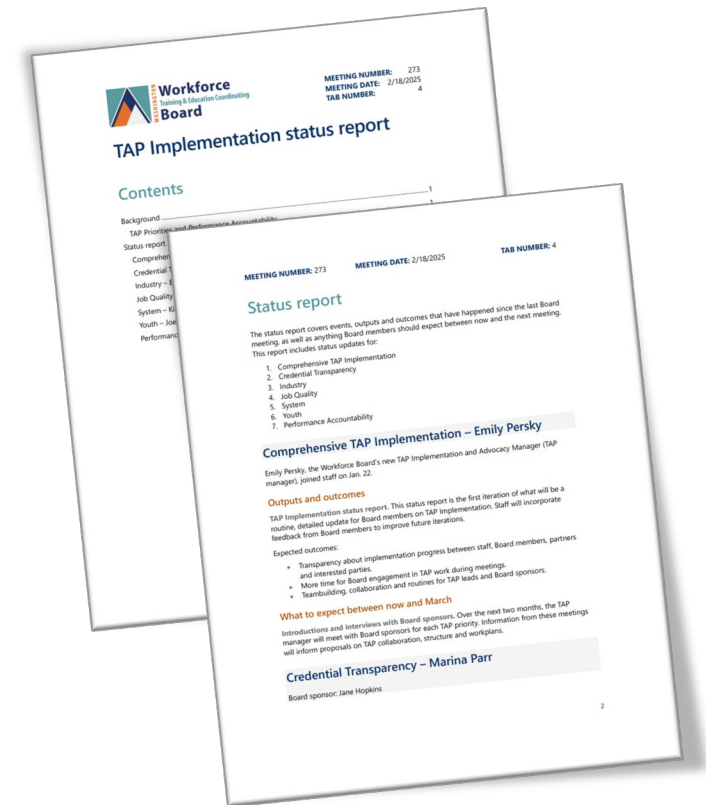 Workforce
Training & Education Coordinating
Board
WASHINGTON
MEETING NUMBER: 273
MEETING DATE: 2/18/2025
TAB NUMBER: 4
TAP Implementation status report
Contents
Background 1
TAP Priorities and Performance Accountability 1
Status report
Comprehen
Credential T
Industry – E
Job Quality
System – K
Youth – Joe
Performanc
MEETING NUMBER: 273 MEETING DATE: 2/18/2025 TAB NUMBER: 4
Status report
The status report covers events, outputs and outcomes that have happened since the last Board
meeting, as well as anything Board members should expect between now and the next meeting.
This report includes status updates for:
1. Comprehensive TAP Implementation
2. Credential Transparency
3. Industry
4. Job Quality
5. System
6. Youth
7. Performance Accountability
Comprehensive TAP Implementation – Emily Persky
Emily Persky, the Workforce Board's new TAP Implementation and Advocacy Manager (TAP
manager), joined staff on Jan. 22.
Outputs and outcomes
TAP Implementation status report. This status report is the first iteration of what will be a
routine, detailed update for Board members on TAP Implementation. Staff will incorporate
feedback from Board members to improve future iterations.
Expected outcomes:
• Transparency about implementation progress between staff, Board members, partners
and interested parties.
• More time for Board engagement in TAP work during meetings.
• Teambuilding, collaboration and routines for TAP leads and Board sponsors.
What to expect between now and March
Introductions and interviews with Board sponsors. Over the next two months, the TAP
manager will meet with Board sponsors for each TAP priority. Information from these meetings
will inform proposals on TAP collaboration, structure and workplans.
Credential Transparency – Marina Parr
Board sponsor: Jane Hopkins
2